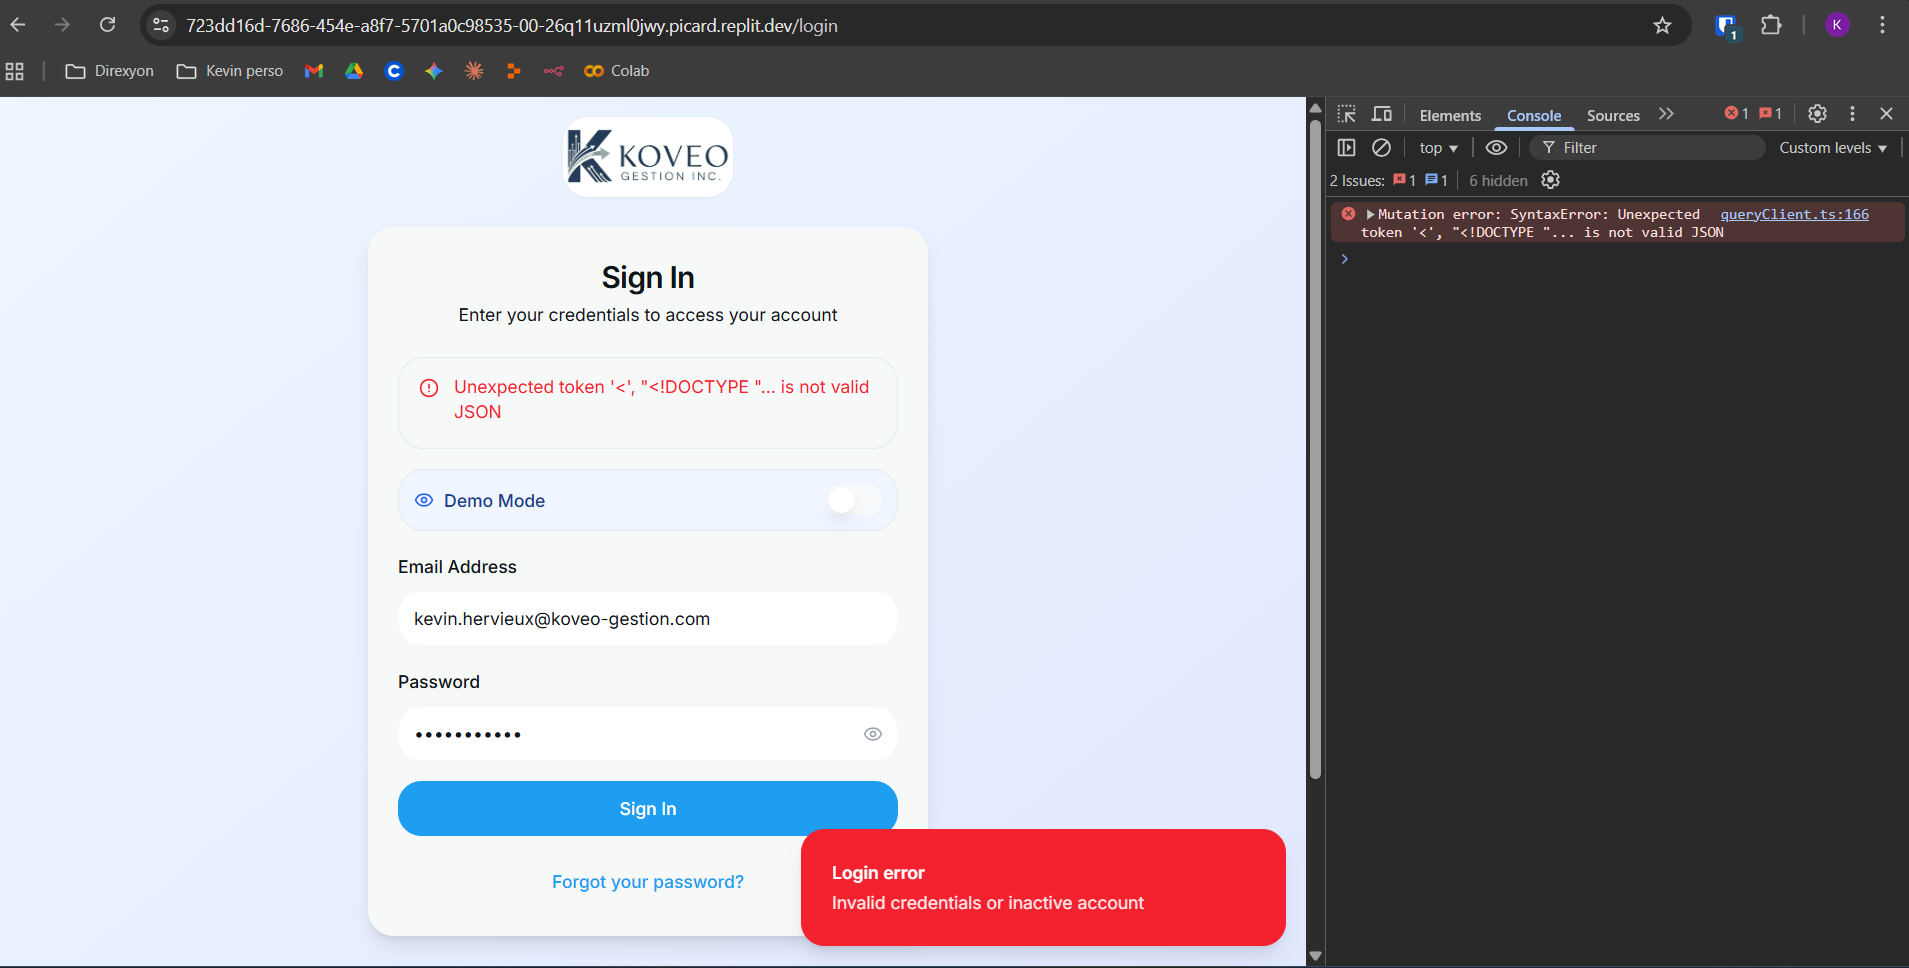 723dd16d-7686-454e-a8f7-5701a0c98535-00-26q11uzml0jwy.picard.replit.dev/login
1
K
Direxyon
Kevin perso
Colab
KOVEO
GESTION INC.
Sign In
Enter your credentials to access your account
Unexpected token '<', "<!DOCTYPE "... is not valid
JSON
Demo Mode
Email Address
kevin.hervieux@koveo-gestion.com
Password
•••••••••••
Sign In
Forgot your password?
Login error
Invalid credentials or inactive account
Elements Console Sources 1 1
top Filter Custom levels
2 Issues: 1 1 6 hidden
Mutation error: SyntaxError: Unexpected queryClient.ts:166
token '<', "<!DOCTYPE "... is not valid JSON